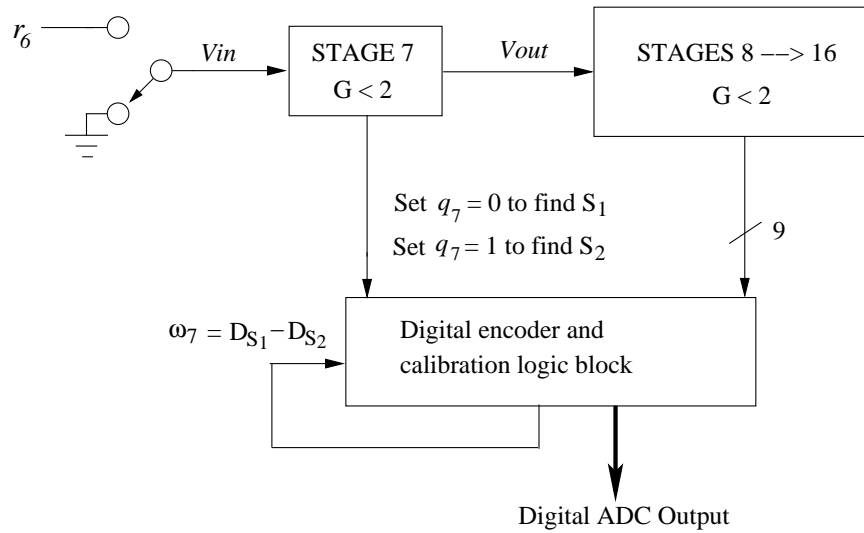 r6
Vin
STAGE 7
G < 2
Vout
STAGES 8 —> 16
G < 2
Set q7 = 0 to find S1
Set q7 = 1 to find S2
9
ω7 = DS1 − DS2
Digital encoder and
calibration logic block
Digital ADC Output